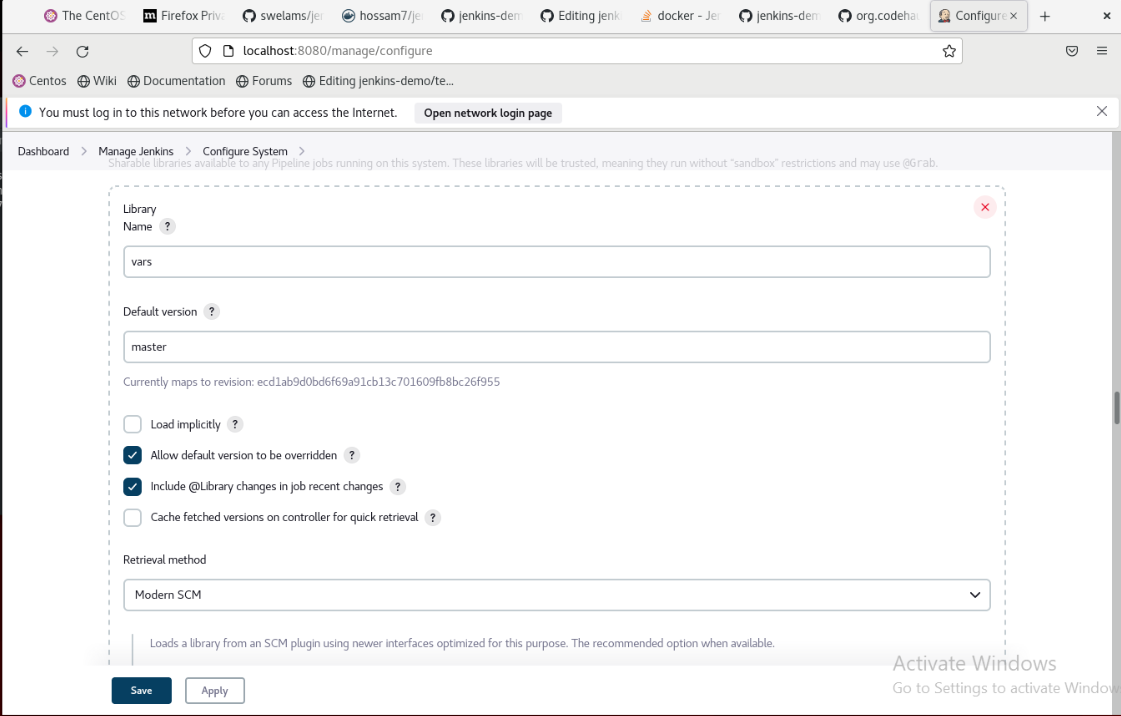 The CentOS
Firefox Priva
swelams/jen
hossam7/jen
jenkins-dem
Editing jenki
docker - Jen
jenkins-dem
org.codehau
Configure
localhost:8080/manage/configure
Centos
Wiki
Documentation
Forums
Editing jenkins-demo/te...
You must log in to this network before you can access the Internet.
Open network login page
Dashboard
Manage Jenkins
Configure System
Sharable libraries available to any Pipeline jobs running on this system. These libraries will be trusted, meaning they run without "sandbox" restrictions and may use @Grab.
Library
Name ?
vars
Default version ?
master
Currently maps to revision: ecd1ab9d0bd6f69a91cb13c701609fb8bc26f955
Load implicitly ?
Allow default version to be overridden ?
Include @Library changes in job recent changes ?
Cache fetched versions on controller for quick retrieval ?
Retrieval method
Modern SCM
Loads a library from an SCM plugin using newer interfaces optimized for this purpose. The recommended option when available.
Activate Windows
Go to Settings to activate Window
Save
Apply